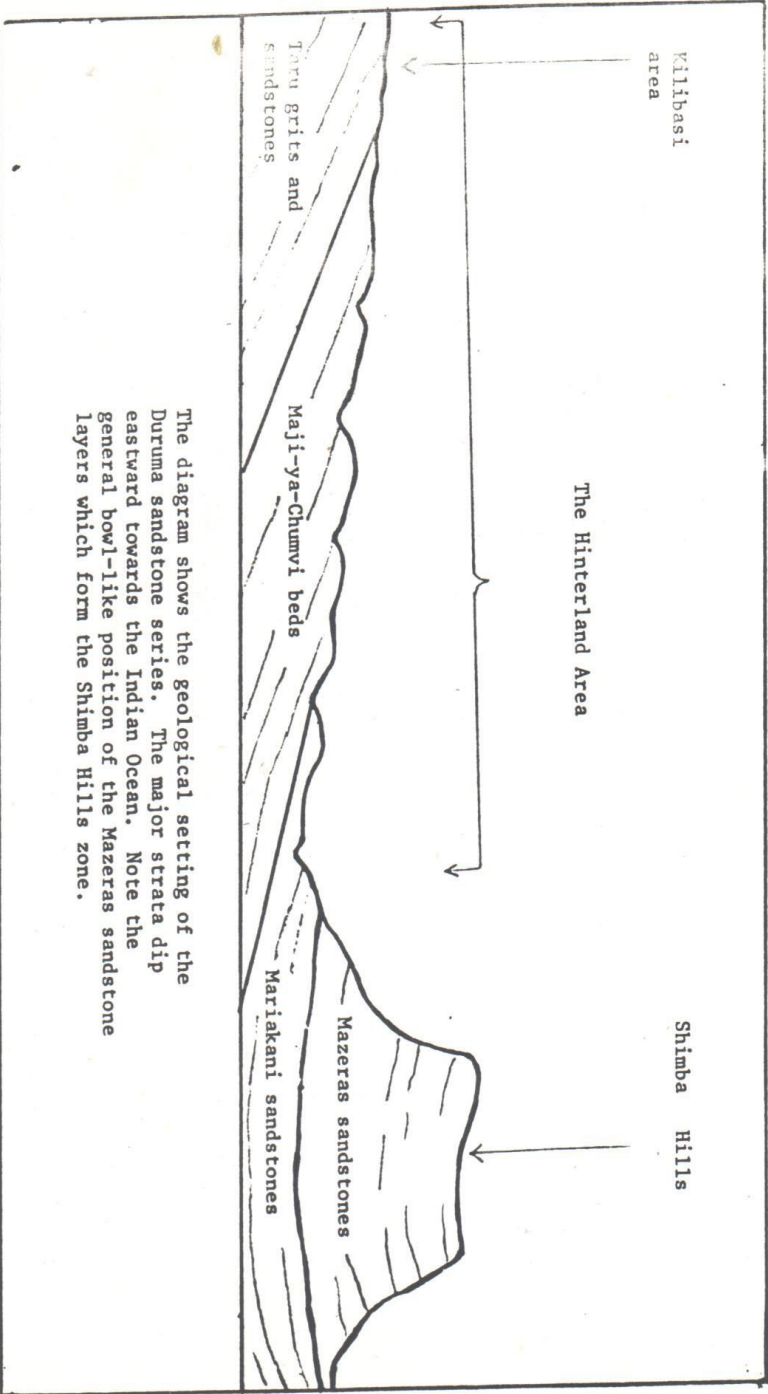 Kilibasi
area
The Hinterland Area
Shimba Hills
Taru grits and
sandstones
Maji-ya-Chumvi beds
Mazeras sandstones
Mariakani sandstones
The diagram shows the geological setting of the
Duruma sandstone series. The major strata dip
eastward towards the Indian Ocean. Note the
general bowl-like position of the Mazeras sandstone
layers which form the Shimba Hills zone.